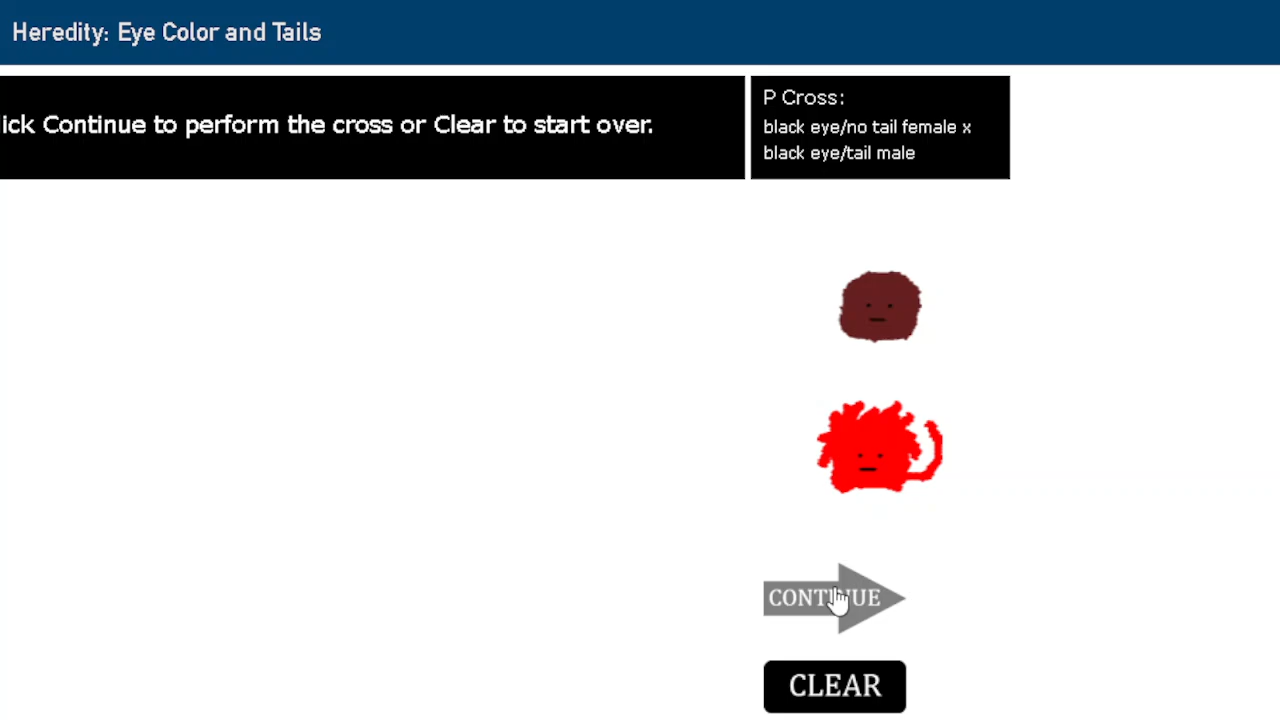 Heredity: Eye Color and Tails
ick Continue to perform the cross or Clear to start over.
P Cross:
black eye/no tail female x
black eye/tail male
CONTINUE
CLEAR